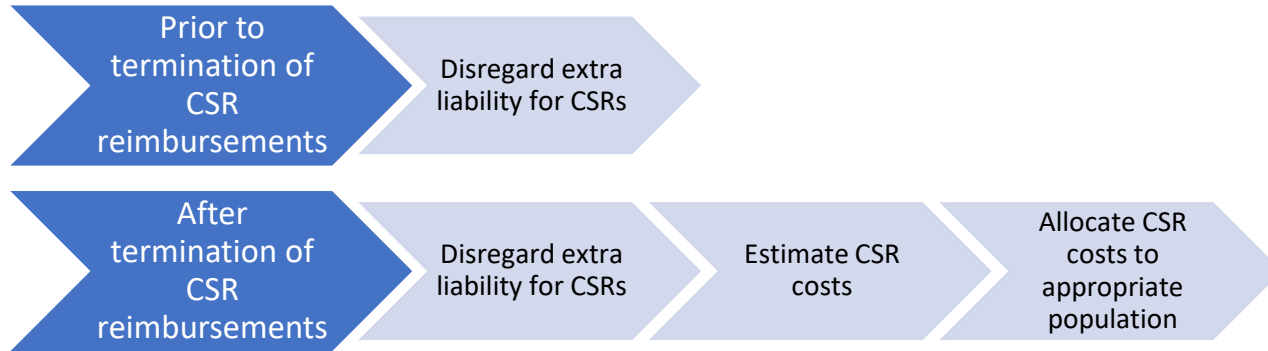 Prior to
termination of
CSR
reimbursements
Disregard extra
liability for CSRs
After
termination of
CSR
reimbursements
Disregard extra
liability for CSRs
Estimate CSR
costs
Allocate CSR
costs to
appropriate
population